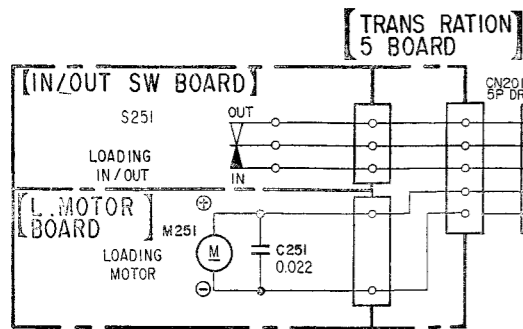 [TRANS RATION]
5 BOARD
[IN/OUT SW BOARD]
CN201
5P DR
S251
OUT
LOADING
IN/OUT
IN
[L.MOTOR]
BOARD
⊕
M251
LOADING
MOTOR
M
C251
0.022
⊖